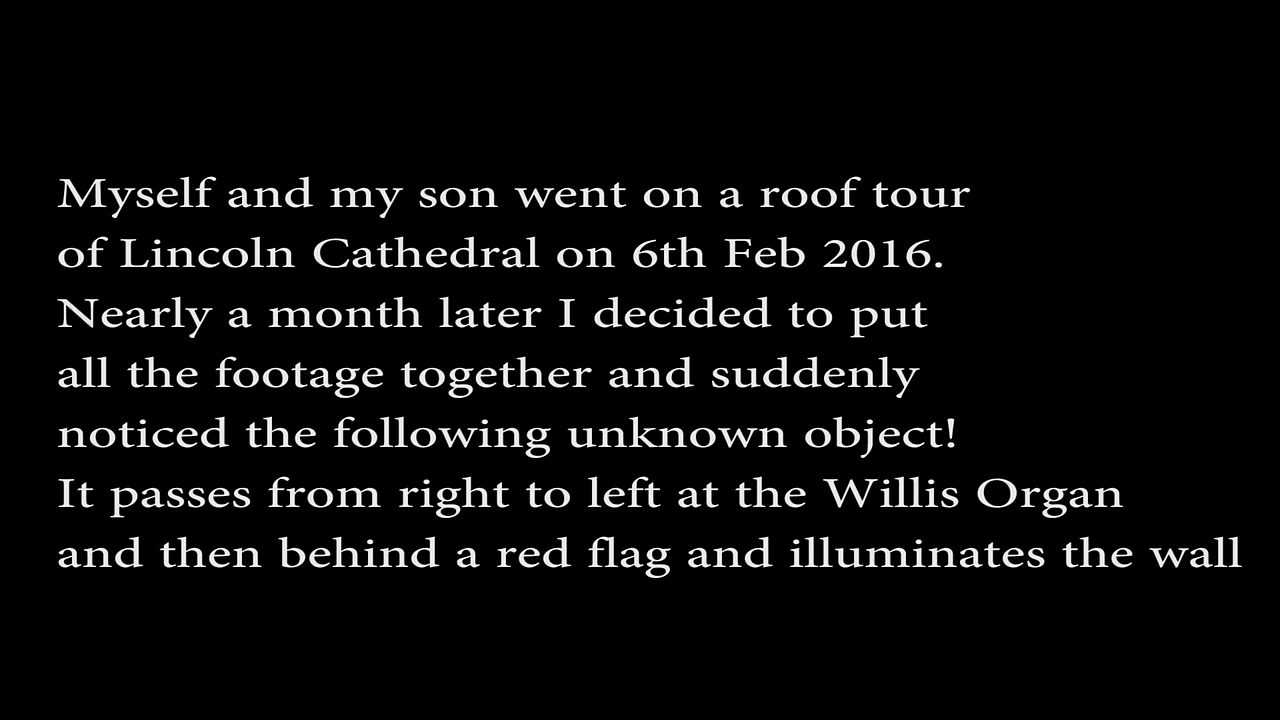 Myself and my son went on a roof tour
of Lincoln Cathedral on 6th Feb 2016.
Nearly a month later I decided to put
all the footage together and suddenly
noticed the following unknown object!
It passes from right to left at the Willis Organ
and then behind a red flag and illuminates the wall